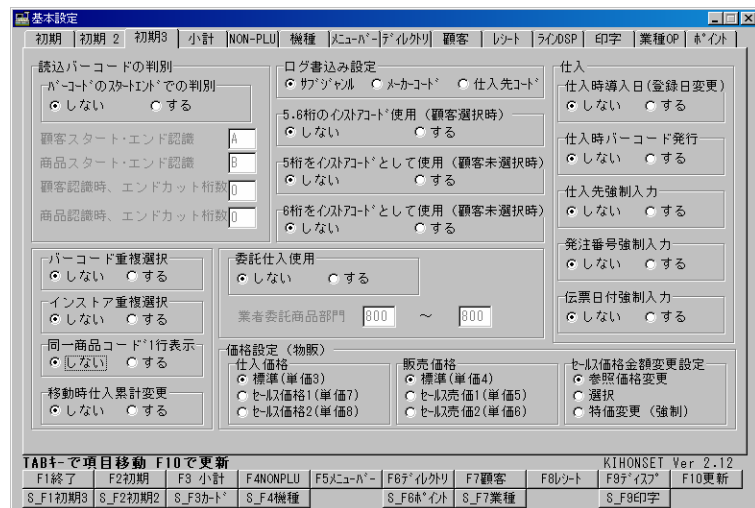 基本設定
初期 初期 2 初期3 小計 NON-PLU 機種 ﾒﾆｭｰﾊﾞｰ ﾃﾞｨﾚｸﾄﾘ 顧客 ﾚｼｰﾄ ﾗｲﾝDSP 印字 業種OP ﾎﾟｲﾝﾄ
読込バーコードの判別
ﾊﾞｰｺｰﾄﾞのｽﾀｰﾄｴﾝﾄﾞでの判別
しない する
顧客スタート・エンド認識 A
商品スタート・エンド認識 B
顧客認識時、エンドカット桁数 0
商品認識時、エンドカット桁数 0
ログ書込み設定
ｻﾌﾞｼﾞｬﾝﾙ ﾒｰｶｰｺｰﾄﾞ 仕入先ｺｰﾄﾞ
5.6桁のｲﾝｽﾄｱｺｰﾄﾞ使用（顧客選択時）
しない する
5桁をｲﾝｽﾄｱｺｰﾄﾞとして使用（顧客未選択時）
しない する
6桁をｲﾝｽﾄｱｺｰﾄﾞとして使用（顧客未選択時）
しない する
仕入
仕入時導入日(登録日変更)
しない する
仕入時バーコード発行
しない する
仕入先強制入力
しない する
発注番号強制入力
しない する
伝票日付強制入力
しない する
バーコード重複選択
しない する
インストア重複選択
しない する
同一商品コード1行表示
しない する
移動時仕入累計変更
しない する
委託仕入使用
しない する
業者委託商品部門 800 ～ 800
価格設定（物販）
仕入価格
標準(単価3)
ｾｰﾙｽ価格1(単価7)
ｾｰﾙｽ価格2(単価8)
販売価格
標準(単価4)
ｾｰﾙｽ売価1(単価5)
ｾｰﾙｽ売価2(単価6)
ｾｰﾙｽ価格金額変更設定
参照価格変更
選択
特価変更（強制）
TABｷｰで項目移動 F10で更新 KIHONSET Ver 2.12
F1終了 F2初期 F3 小計 F4NONPLU F5ﾒﾆｭｰﾊﾞｰ F6ﾃﾞｨﾚｸﾄﾘ F7顧客 F8ﾚｼｰﾄ F9ﾃﾞｨｽﾌﾟ F10更新
S_F1初期3 S_F2初期2 S_F3ｶｰﾄﾞ S_F4機種 S_F6ﾎﾟｲﾝﾄ S_F7業種 S_F9印字